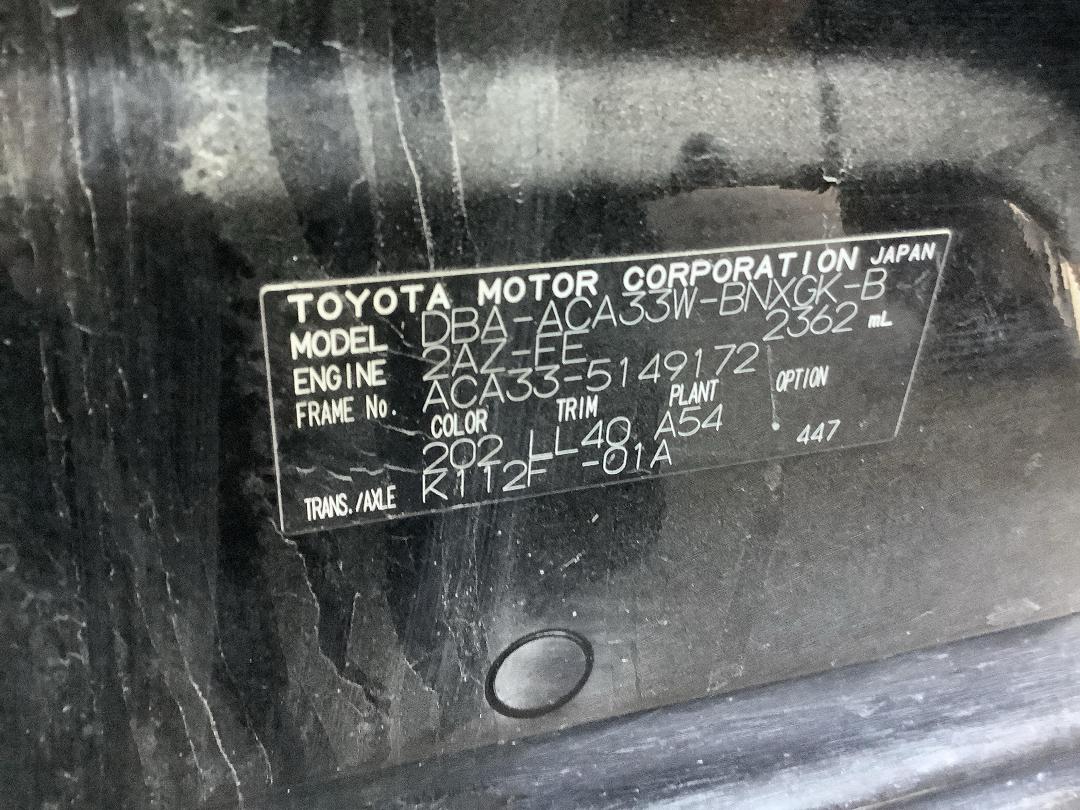 TOYOTA MOTOR CORPORATION JAPAN
MODEL DBA-ACA33W-BNXGK-B
ENGINE 2AZ-FE 2362 mL
FRAME No. ACA33-5149172
COLOR TRIM PLANT OPTION
202 LL40 A54 447
TRANS./AXLE K112F -01A